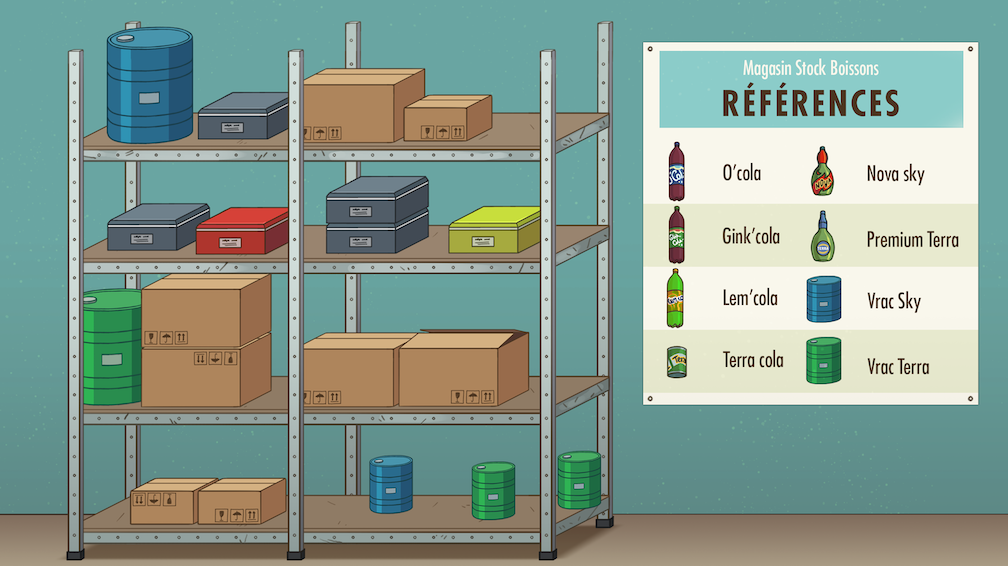 Magasin Stock Boissons
RÉFÉRENCES
O'cola
Nova sky
Gink'cola
Premium Terra
Lem'cola
Vrac Sky
Terra cola
Vrac Terra